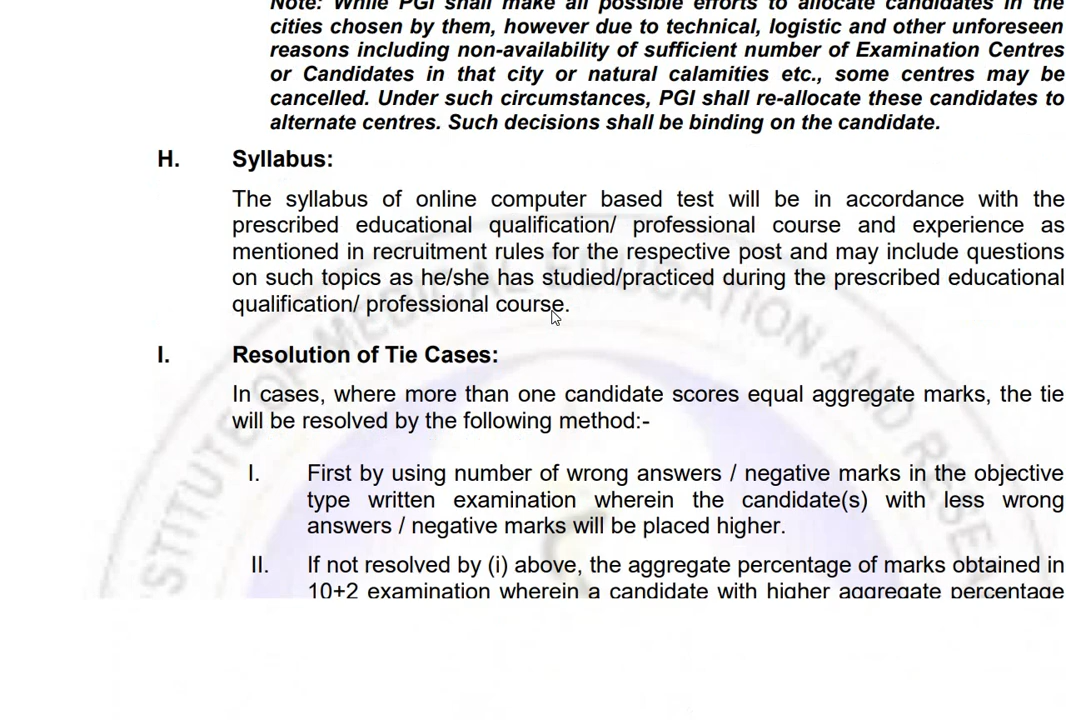 Note: While PGI shall make all possible efforts to allocate candidates in the
cities chosen by them, however due to technical, logistic and other unforeseen
reasons including non-availability of sufficient number of Examination Centres
or Candidates in that city or natural calamities etc., some centres may be
cancelled. Under such circumstances, PGI shall re-allocate these candidates to
alternate centres. Such decisions shall be binding on the candidate.
H. Syllabus:
The syllabus of online computer based test will be in accordance with the
prescribed educational qualification/ professional course and experience as
mentioned in recruitment rules for the respective post and may include questions
on such topics as he/she has studied/practiced during the prescribed educational
qualification/ professional course.
I. Resolution of Tie Cases:
In cases, where more than one candidate scores equal aggregate marks, the tie
will be resolved by the following method:-
I. First by using number of wrong answers / negative marks in the objective
type written examination wherein the candidate(s) with less wrong
answers / negative marks will be placed higher.
II. If not resolved by (i) above, the aggregate percentage of marks obtained in
10+2 examination wherein a candidate with higher aggregate percentage
STITUTE OF MEDICAL EDUCATION AND RESEA